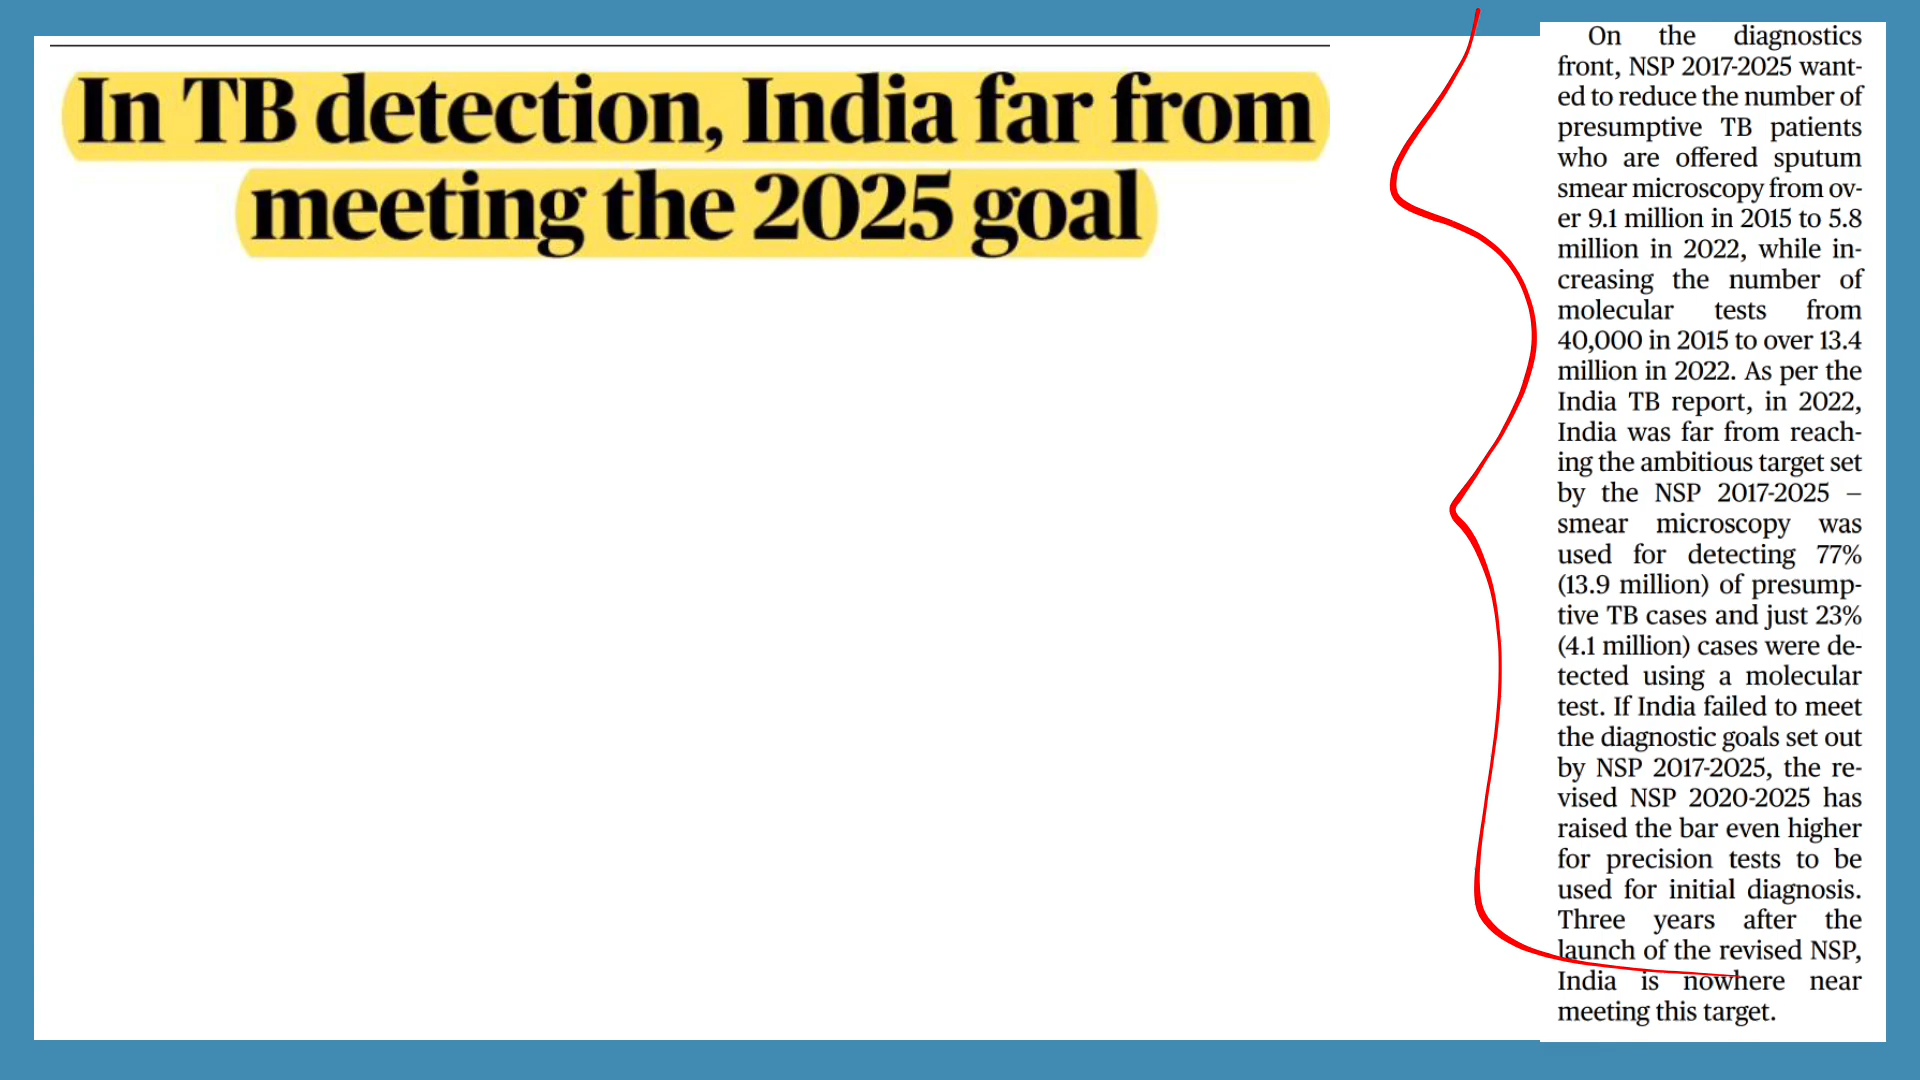 In TB detection, India far from
meeting the 2025 goal
On the diagnostics
front, NSP 2017-2025 want-
ed to reduce the number of
presumptive TB patients
who are offered sputum
smear microscopy from ov-
er 9.1 million in 2015 to 5.8
million in 2022, while in-
creasing the number of
molecular tests from
40,000 in 2015 to over 13.4
million in 2022. As per the
India TB report, in 2022,
India was far from reach-
ing the ambitious target set
by the NSP 2017-2025 –
smear microscopy was
used for detecting 77%
(13.9 million) of presump-
tive TB cases and just 23%
(4.1 million) cases were de-
tected using a molecular
test. If India failed to meet
the diagnostic goals set out
by NSP 2017-2025, the re-
vised NSP 2020-2025 has
raised the bar even higher
for precision tests to be
used for initial diagnosis.
Three years after the
launch of the revised NSP,
India is nowhere near
meeting this target.